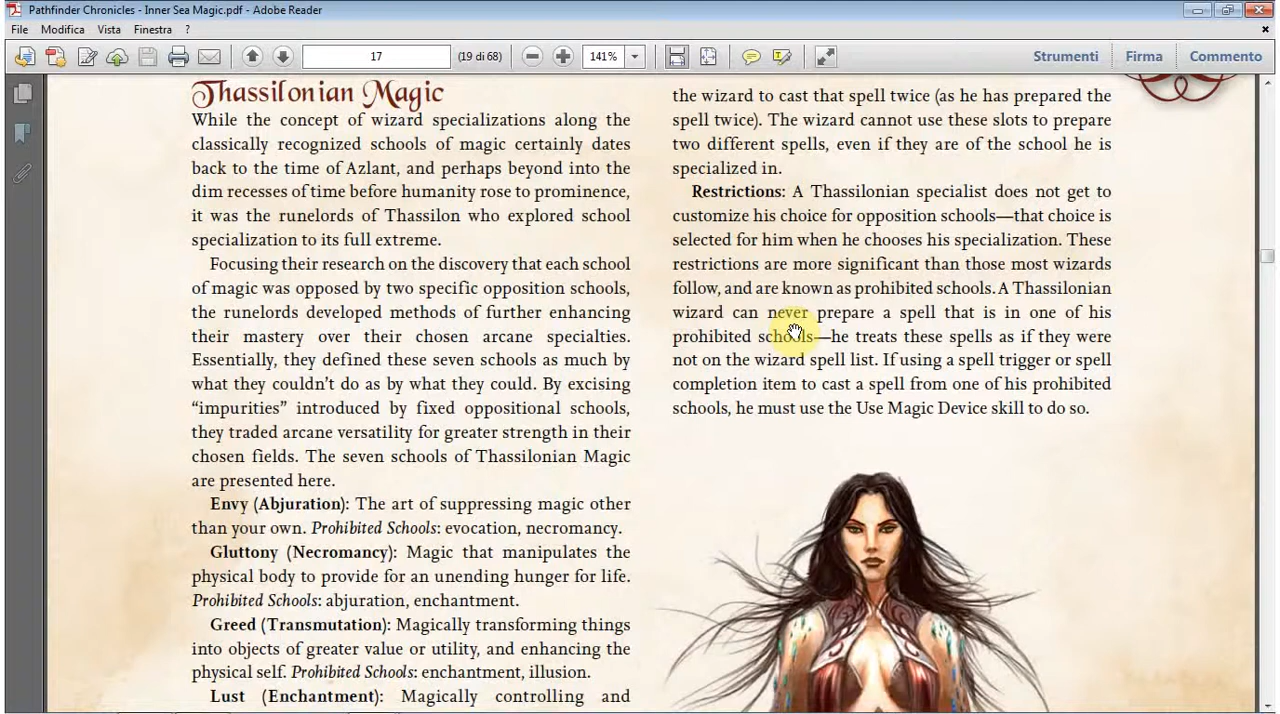 Pathfinder Chronicles - Inner Sea Magic.pdf - Adobe Reader
File Modifica Vista Finestra ?
17 (19 di 68) 141% Strumenti Firma Commento
Thassilonian Magic
While the concept of wizard specializations along the
classically recognized schools of magic certainly dates
back to the time of Azlant, and perhaps beyond into the
dim recesses of time before humanity rose to prominence,
it was the runelords of Thassilon who explored school
specialization to its full extreme.
Focusing their research on the discovery that each school
of magic was opposed by two specific opposition schools,
the runelords developed methods of further enhancing
their mastery over their chosen arcane specialties.
Essentially, they defined these seven schools as much by
what they couldn't do as by what they could. By excising
“impurities” introduced by fixed oppositional schools,
they traded arcane versatility for greater strength in their
chosen fields. The seven schools of Thassilonian Magic
are presented here.
Envy (Abjuration): The art of suppressing magic other
than your own. Prohibited Schools: evocation, necromancy.
Gluttony (Necromancy): Magic that manipulates the
physical body to provide for an unending hunger for life.
Prohibited Schools: abjuration, enchantment.
Greed (Transmutation): Magically transforming things
into objects of greater value or utility, and enhancing the
physical self. Prohibited Schools: enchantment, illusion.
Lust (Enchantment): Magically controlling and
the wizard to cast that spell twice (as he has prepared the
spell twice). The wizard cannot use these slots to prepare
two different spells, even if they are of the school he is
specialized in.
Restrictions: A Thassilonian specialist does not get to
customize his choice for opposition schools—that choice is
selected for him when he chooses his specialization. These
restrictions are more significant than those most wizards
follow, and are known as prohibited schools. A Thassilonian
wizard can never prepare a spell that is in one of his
prohibited schools—he treats these spells as if they were
not on the wizard spell list. If using a spell trigger or spell
completion item to cast a spell from one of his prohibited
schools, he must use the Use Magic Device skill to do so.